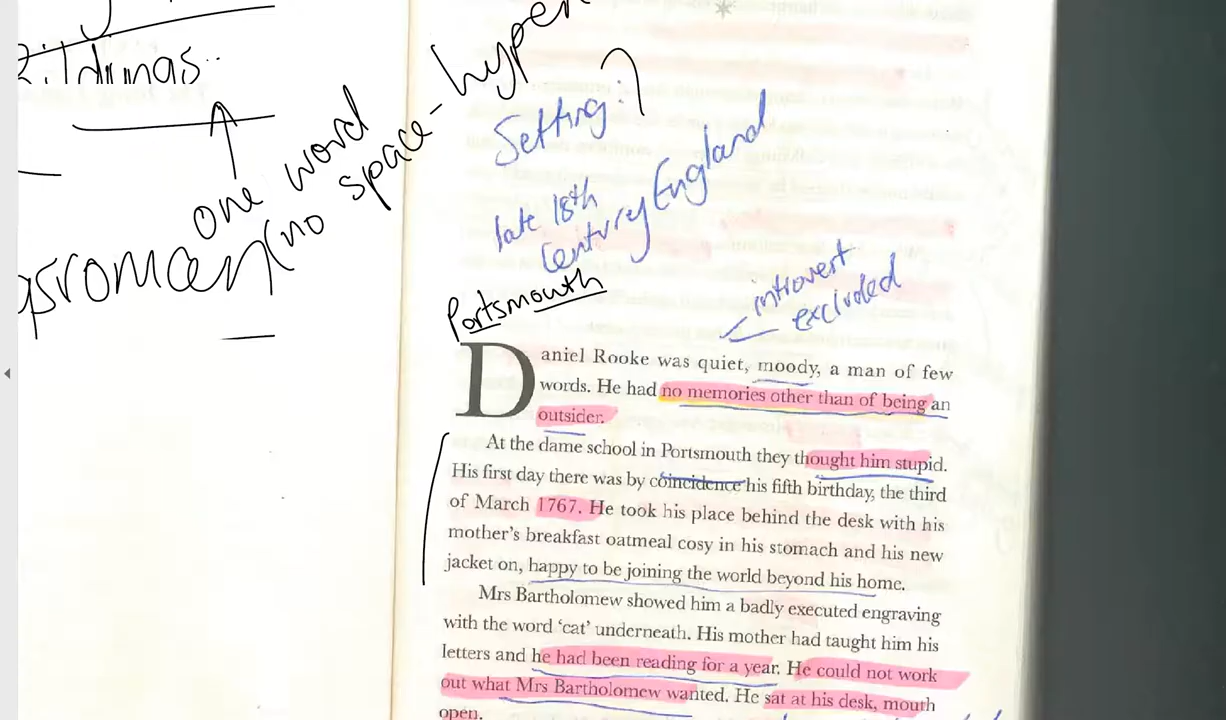 one word
(no space - hypen
Setting:
late 18th
Century England
Portsmouth
introvert
excluded
Daniel Rooke was quiet, moody, a man of few
words. He had no memories other than of being an
outsider.
At the dame school in Portsmouth they thought him stupid.
His first day there was by coincidence his fifth birthday, the third
of March 1767. He took his place behind the desk with his
mother's breakfast oatmeal cosy in his stomach and his new
jacket on, happy to be joining the world beyond his home.
Mrs Bartholomew showed him a badly executed engraving
with the word 'cat' underneath. His mother had taught him his
letters and he had been reading for a year. He could not work
out what Mrs Bartholomew wanted. He sat at his desk, mouth
open.